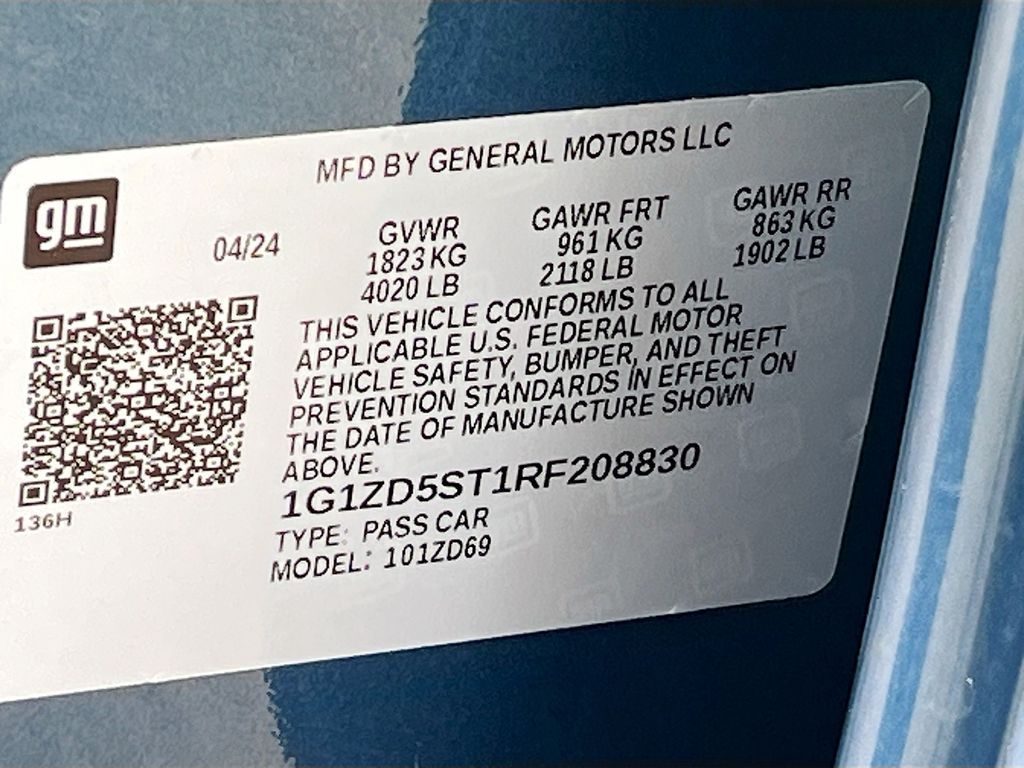 MFD BY GENERAL MOTORS LLC
gm
04/24
GVWR
1823 KG
4020 LB
GAWR FRT
961 KG
2118 LB
GAWR RR
863 KG
1902 LB
THIS VEHICLE CONFORMS TO ALL
APPLICABLE U.S. FEDERAL MOTOR
VEHICLE SAFETY, BUMPER, AND THEFT
PREVENTION STANDARDS IN EFFECT ON
THE DATE OF MANUFACTURE SHOWN
ABOVE.
1G1ZD5ST1RF208830
136H
TYPE: PASS CAR
MODEL: 101ZD69